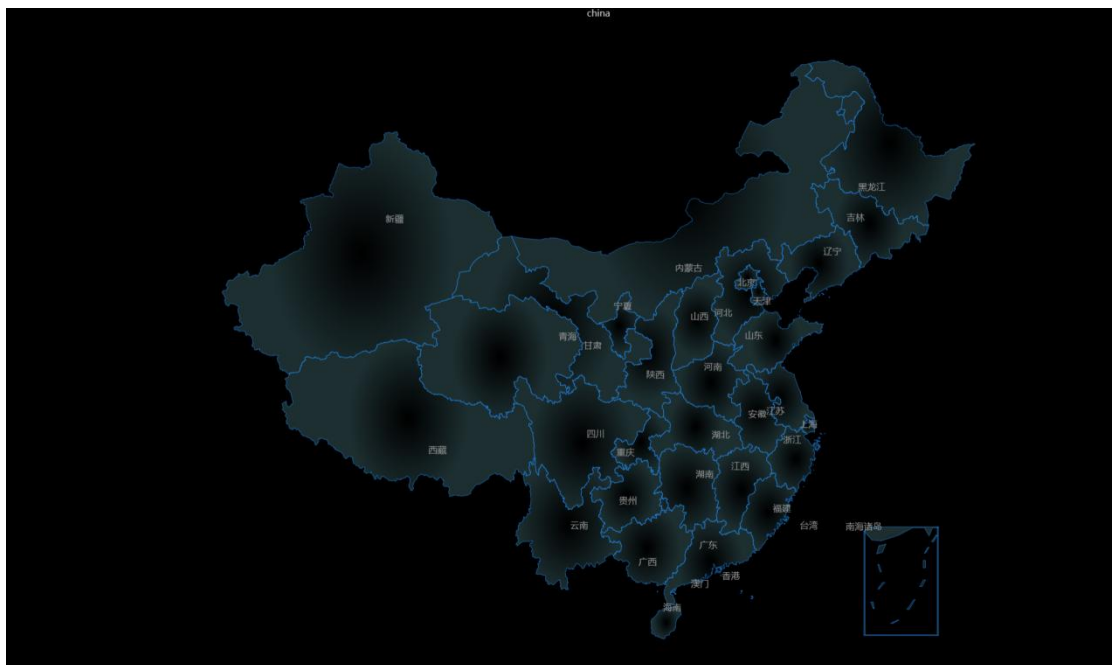 china
黑龙江
新疆
吉林
辽宁
内蒙古
北京
天津
宁夏
河北
山西
青海
甘肃
山东
河南
陕西
安徽
江苏
上海
四川
湖北
浙江
西藏
重庆
江西
湖南
贵州
福建
云南
台湾
南海诸岛
广东
广西
香港
澳门
海南